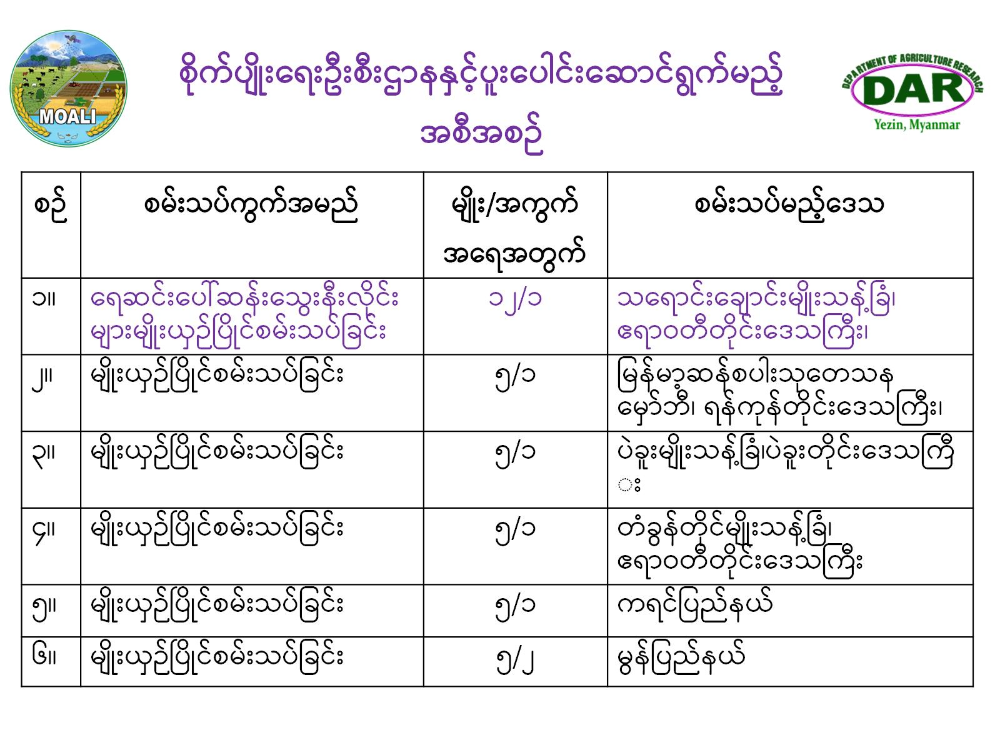 စိုက်ပျိုးရေးဦးစီးဌာနနှင့်ပူးပေါင်းဆောင်ရွက်မည့်
အစီအစဉ်
MOALI
DEPARTMENT OF AGRICULTURE RESEARCH
DAR
Yezin, Myanmar
စဉ်
စမ်းသပ်ကွက်အမည်
မျိုး/အကွက်
အရေအတွက်
စမ်းသပ်မည့်ဒေသ
၁။
ရေဆင်းပေါ်ဆန်းသွေးနီးလိုင်း
များမျိုးယှဉ်ပြိုင်စမ်းသပ်ခြင်း
၁၂/၁
သရောင်းချောင်းမျိုးသန့်ခြံ၊
ဧရာဝတီတိုင်းဒေသကြီး၊
၂။
မျိုးယှဉ်ပြိုင်စမ်းသပ်ခြင်း
၅/၁
မြန်မာ့ဆန်စပါးသုတေသန
မှော်ဘီ၊ ရန်ကုန်တိုင်းဒေသကြီး၊
၃။
မျိုးယှဉ်ပြိုင်စမ်းသပ်ခြင်း
၅/၁
ပဲခူးမျိုးသန့်ခြံ၊ပဲခူးတိုင်းဒေသကြီ
း
၄။
မျိုးယှဉ်ပြိုင်စမ်းသပ်ခြင်း
၅/၁
တံခွန်တိုင်မျိုးသန့်ခြံ၊
ဧရာဝတီတိုင်းဒေသကြီး
၅။
မျိုးယှဉ်ပြိုင်စမ်းသပ်ခြင်း
၅/၁
ကရင်ပြည်နယ်
၆။
မျိုးယှဉ်ပြိုင်စမ်းသပ်ခြင်း
၅/၂
မွန်ပြည်နယ်